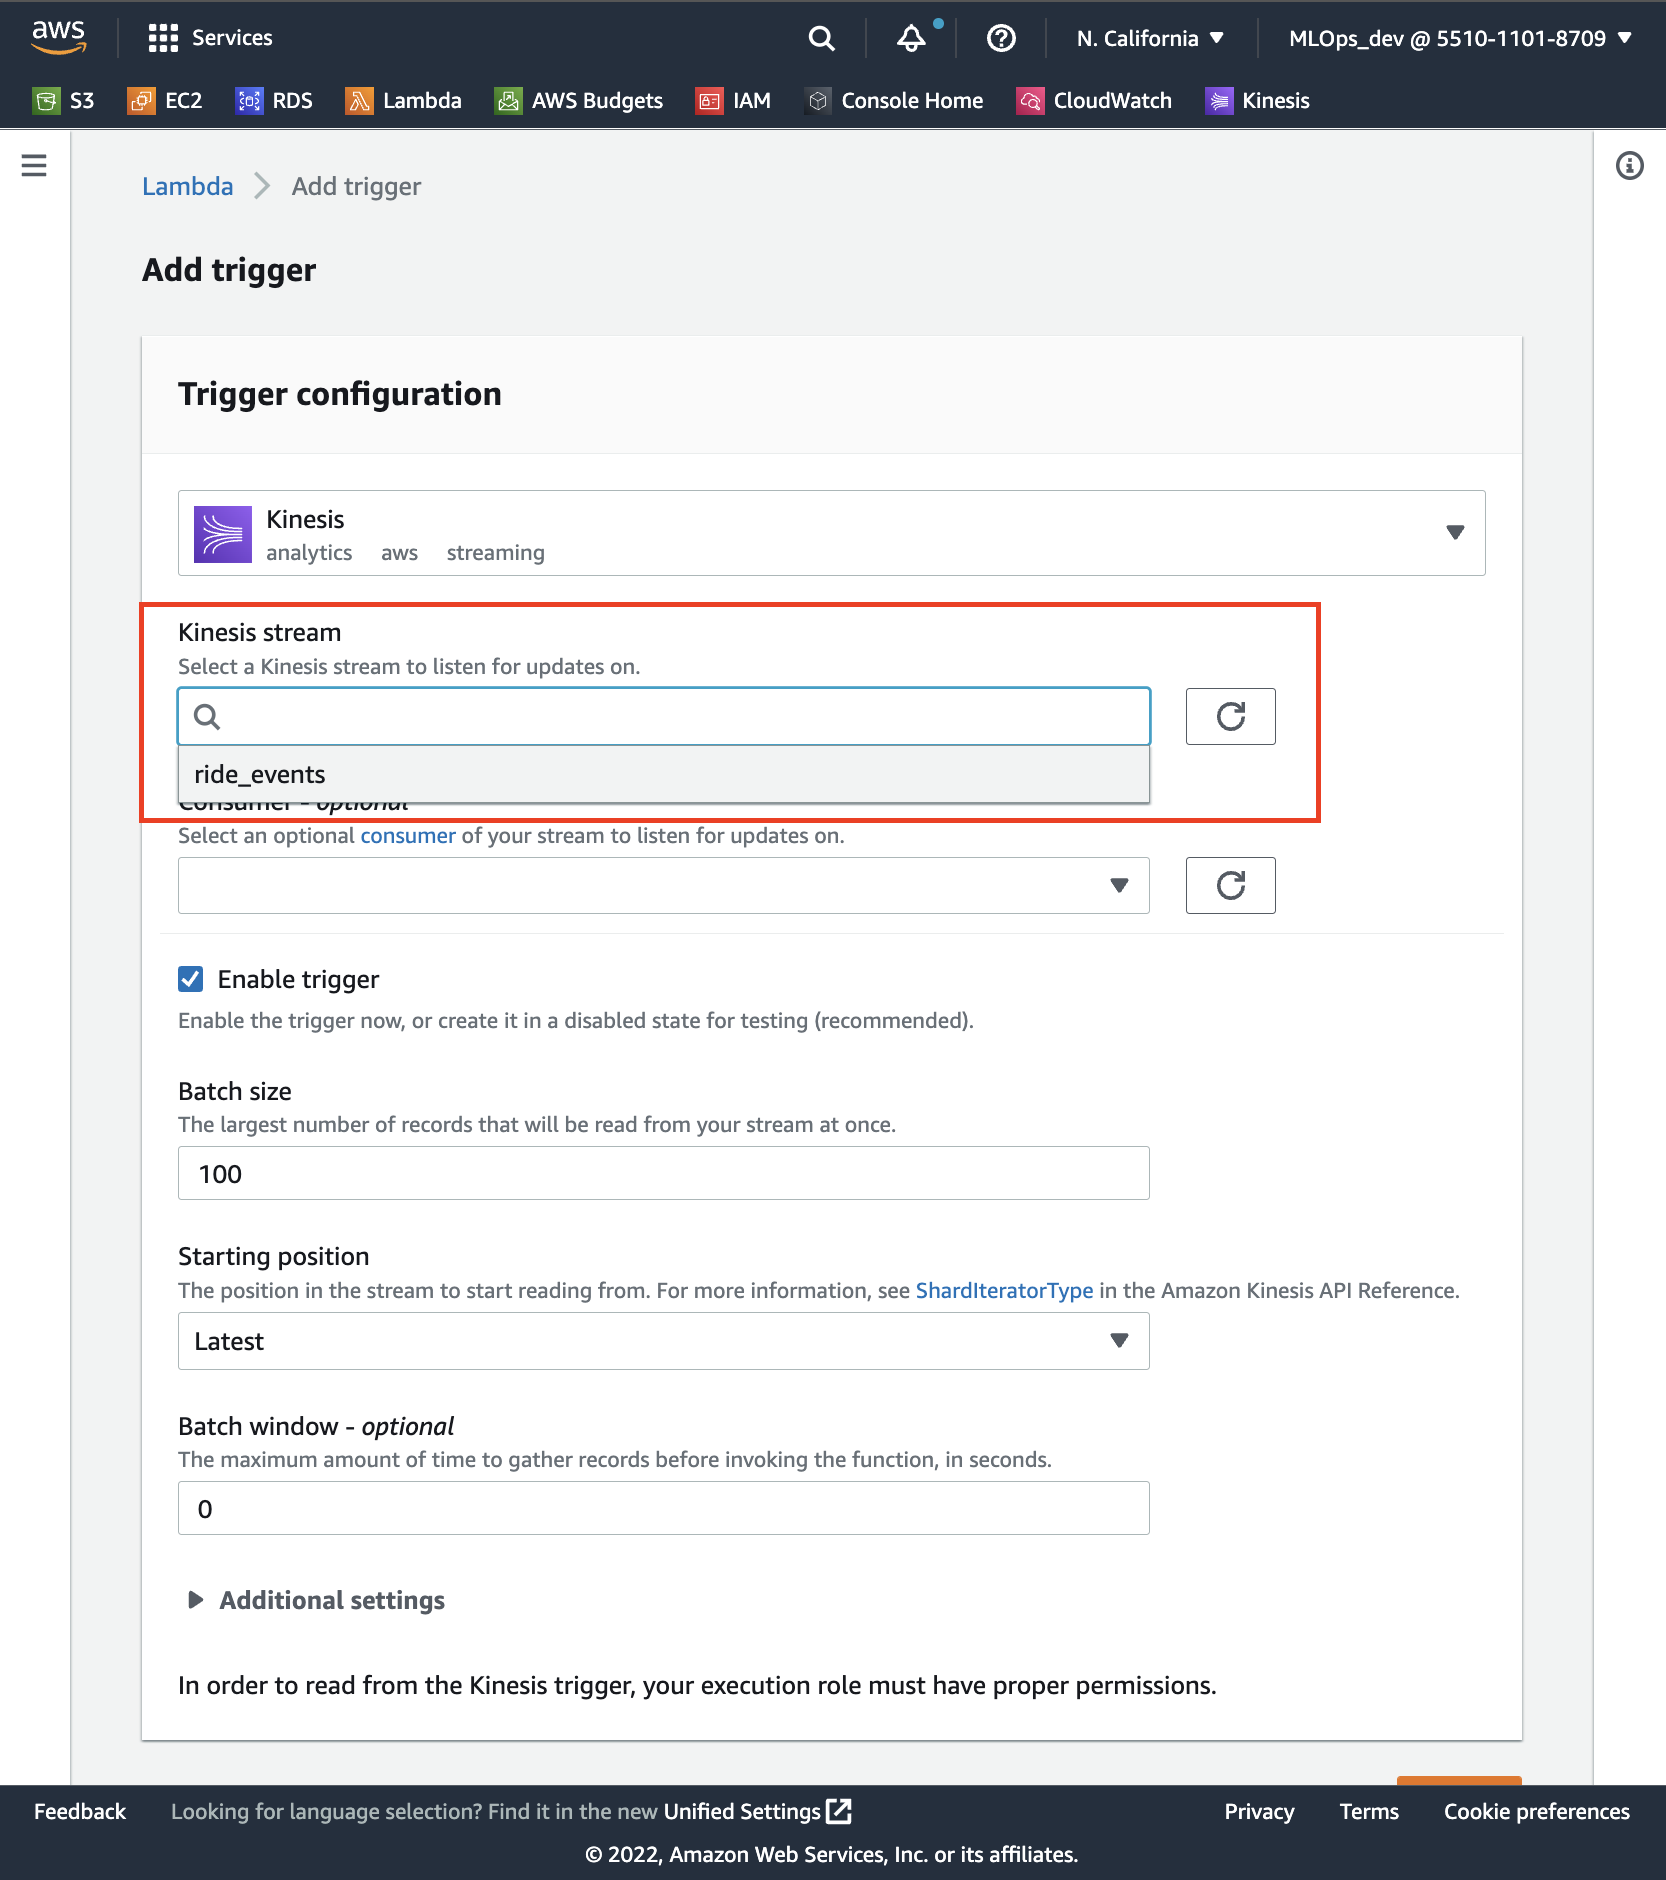 aws Services N. California MLOps_dev @ 5510-1101-8709
S3 EC2 RDS Lambda AWS Budgets IAM Console Home CloudWatch Kinesis
Lambda Add trigger
Add trigger
Trigger configuration
Kinesis
analytics aws streaming
Kinesis stream
Select a Kinesis stream to listen for updates on.
ride_events
Consumer - optional
Select an optional consumer of your stream to listen for updates on.
Enable trigger
Enable the trigger now, or create it in a disabled state for testing (recommended).
Batch size
The largest number of records that will be read from your stream at once.
100
Starting position
The position in the stream to start reading from. For more information, see ShardIteratorType in the Amazon Kinesis API Reference.
Latest
Batch window - optional
The maximum amount of time to gather records before invoking the function, in seconds.
0
Additional settings
In order to read from the Kinesis trigger, your execution role must have proper permissions.
Feedback Looking for language selection? Find it in the new Unified Settings Privacy Terms Cookie preferences
© 2022, Amazon Web Services, Inc. or its affiliates.